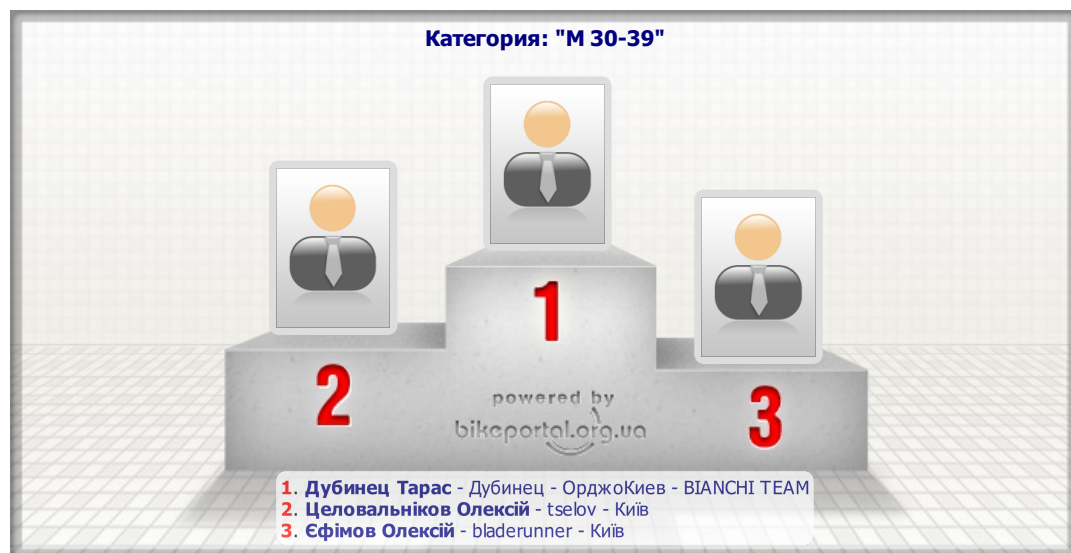 Категория: "М 30-39"
1
2
3
powered by
bikeportal.org.ua
1. Дубинец Тарас - Дубинец - ОрджоКиев - BIANCHI TEAM
2. Целовальніков Олексій - tselov - Київ
3. Єфімов Олексій - bladerunner - Київ